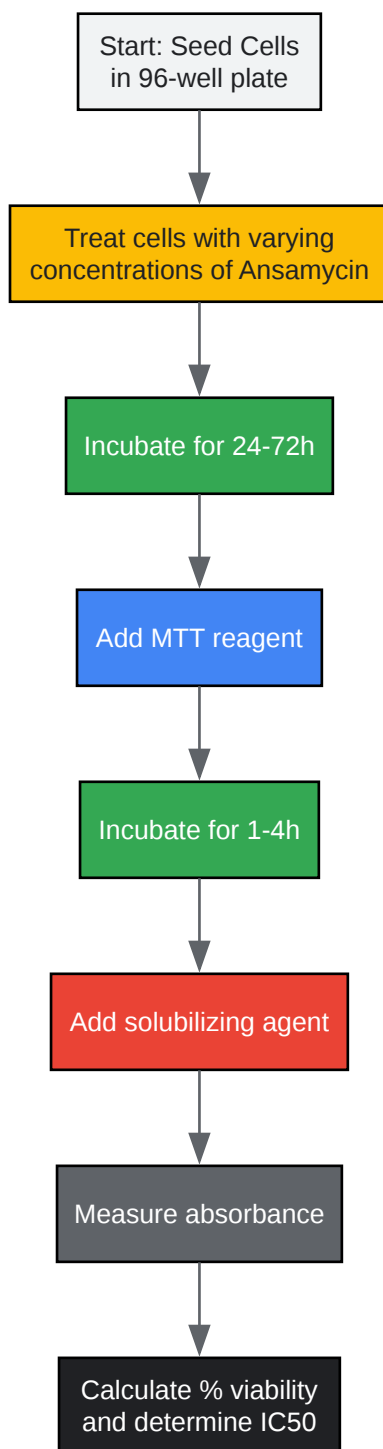 Start: Seed Cells
in 96-well plate
Treat cells with varying
concentrations of Ansamycin
Incubate for 24-72h
Add MTT reagent
Incubate for 1-4h
Add solubilizing agent
Measure absorbance
Calculate % viability
and determine IC50